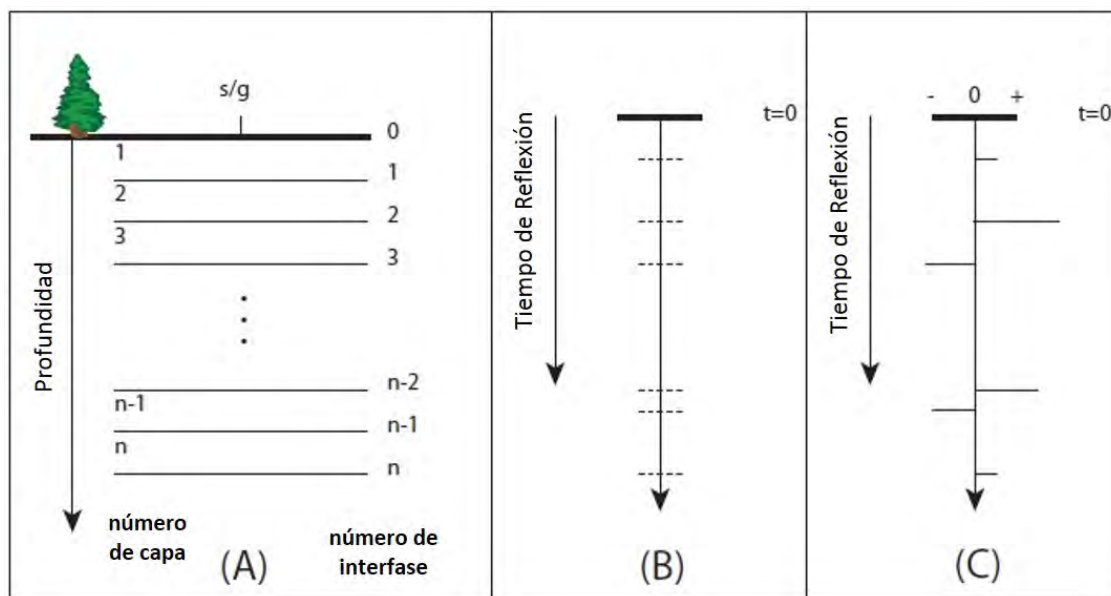 s/g
0
1
1
2
2
3
3
n-2
n-1
n-1
n
n
Profundidad
número
de capa
número de
interfase
(A)
t=0
Tiempo de Reflexión
(B)
- 0 +
t=0
Tiempo de Reflexión
(C)